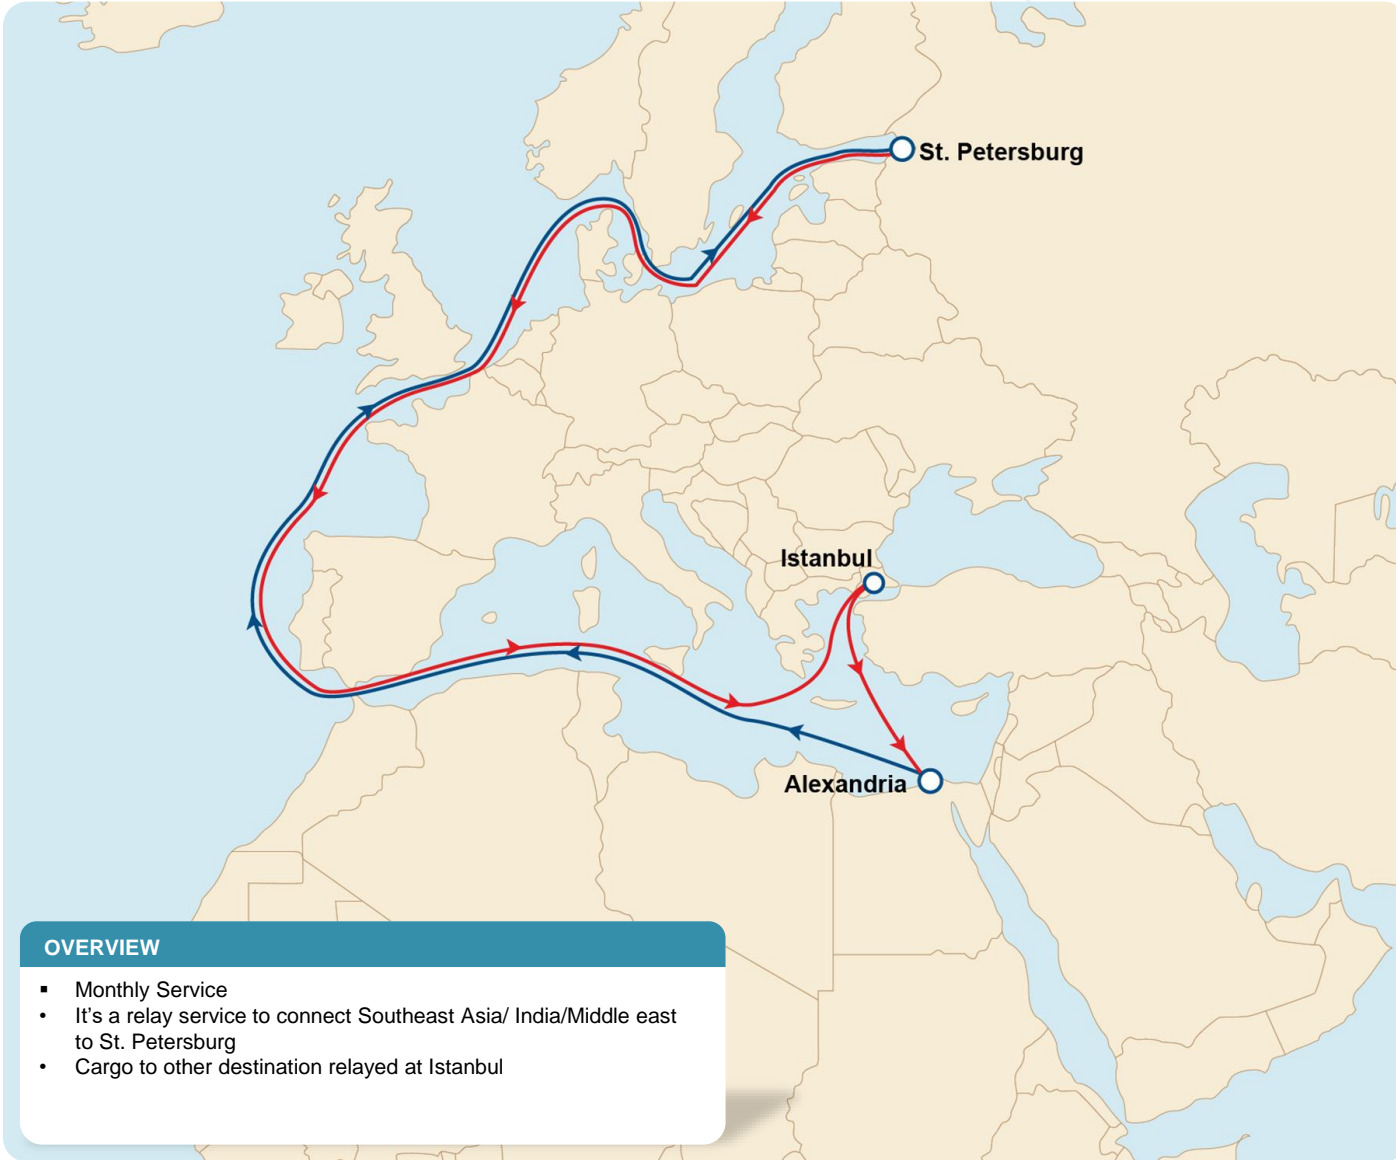 St. Petersburg
Istanbul
Alexandria
OVERVIEW
▪ Monthly Service
• It's a relay service to connect Southeast Asia/ India/Middle east
to St. Petersburg
• Cargo to other destination relayed at Istanbul